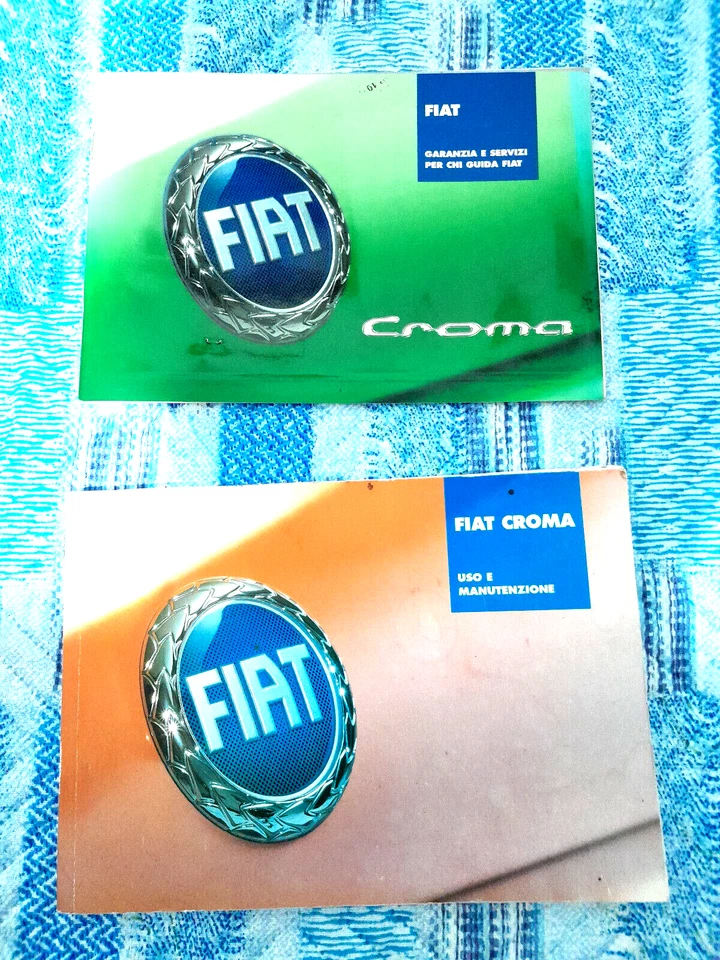 FIAT
GARANZIA E SERVIZI
PER CHI GUIDA FIAT
FIAT
Croma
FIAT CROMA
USO E
MANUTENZIONE
FIAT